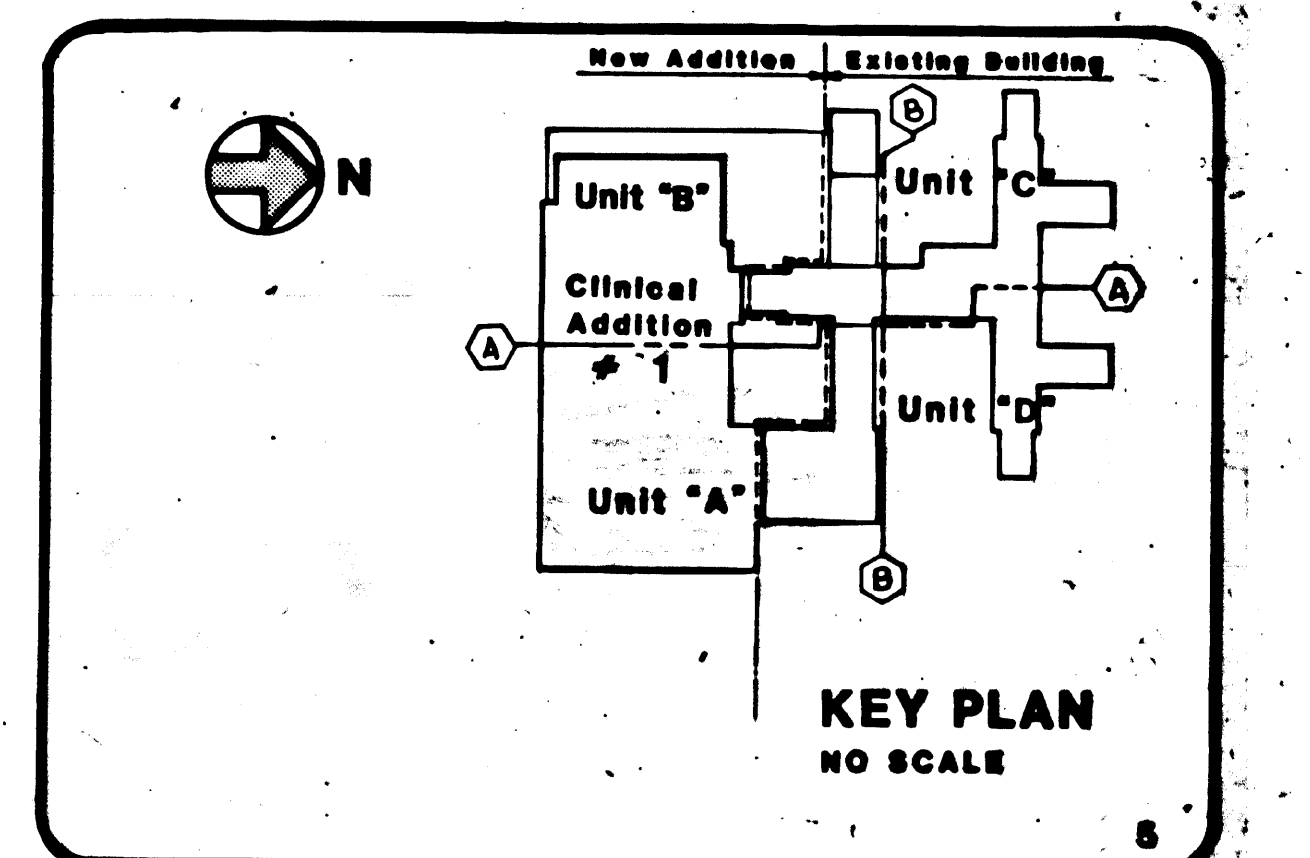 New Addition
Existing Building
B
N
Unit "B"
Unit "C"
Clinical
Addition
# 1
A
A
Unit "D"
Unit "A"
B
KEY PLAN
NO SCALE
5